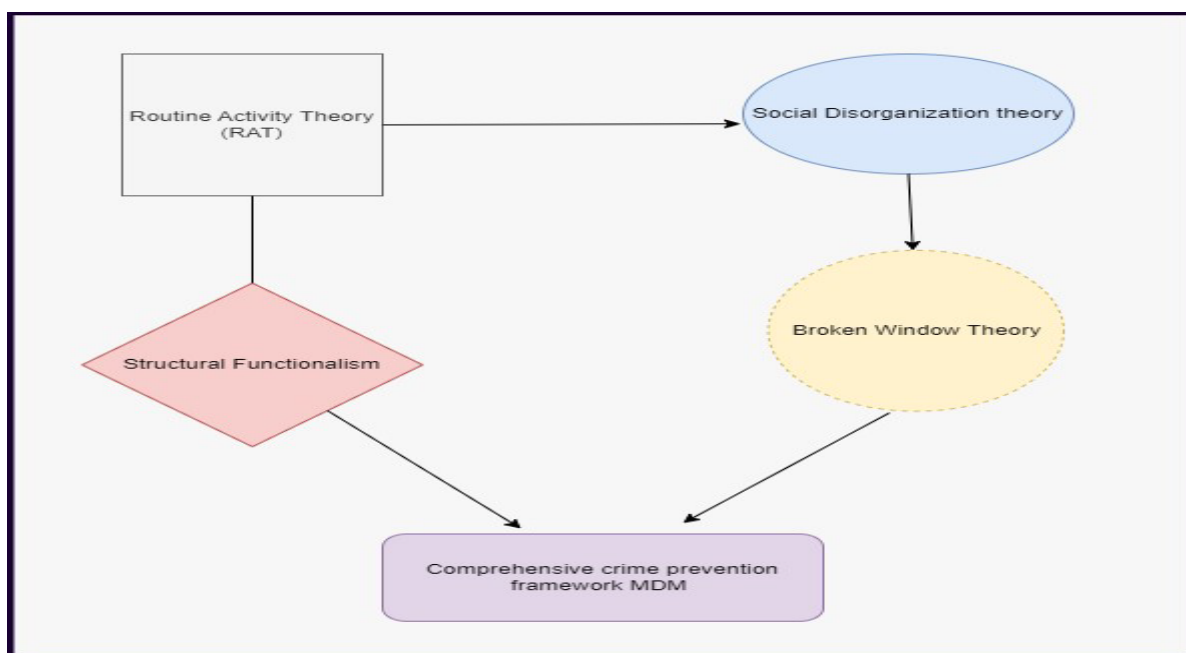 Routine Activity Theory
(RAT)
Social Disorganization theory
Structural Functionalism
Broken Window Theory
Comprehensive crime prevention
framework MDM